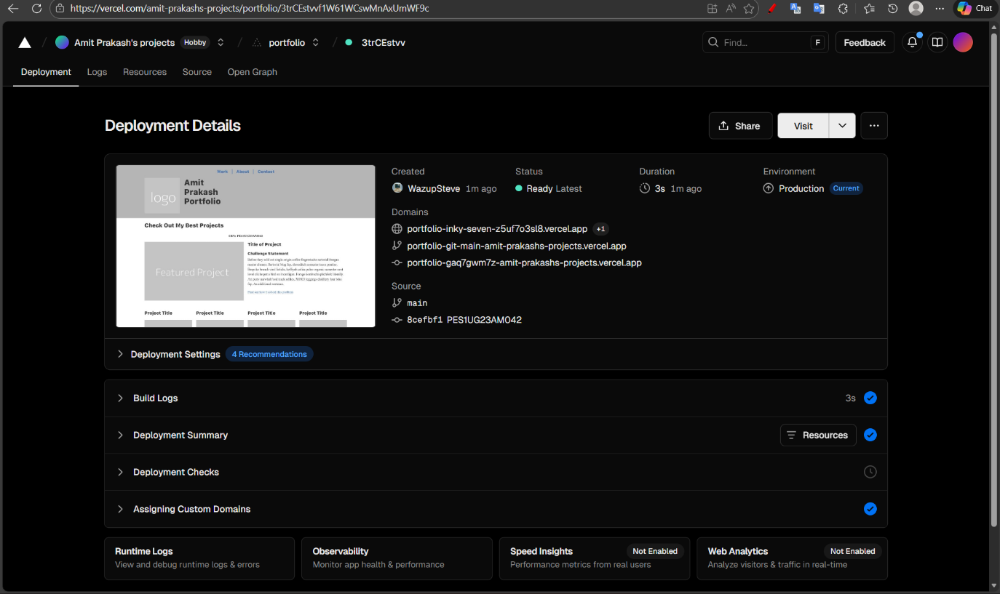 https://vercel.com/amit-prakashs-projects/portfolio/3trCEstvvf1W61WCswMnAxUmWF9c
Chat
Amit Prakash's projects Hobby / portfolio / 3trCEstvv
Find... F
Feedback
Deployment Logs Resources Source Open Graph
Deployment Details
Share
Visit
Work | About | Contact
logo
Amit
Prakash
Portfolio
Check Out My Best Projects
SRN: PES1UG23AM042
Title of Project
Challenge Statement
Featured Project
Project Title Project Title Project Title Project Title
Created Status Duration Environment
WazupSteve 1m ago Ready Latest 3s 1m ago Production Current
Domains
portfolio-inky-seven-z5uf7o3sl8.vercel.app +1
portfolio-git-main-amit-prakashs-projects.vercel.app
portfolio-gaq7gwm7z-amit-prakashs-projects.vercel.app
Source
main
8cefbf1 PES1UG23AM042
Deployment Settings 4 Recommendations
Build Logs 3s
Deployment Summary Resources
Deployment Checks
Assigning Custom Domains
Runtime Logs
View and debug runtime logs & errors
Observability
Monitor app health & performance
Speed Insights Not Enabled
Performance metrics from real users
Web Analytics Not Enabled
Analyze visitors & traffic in real-time